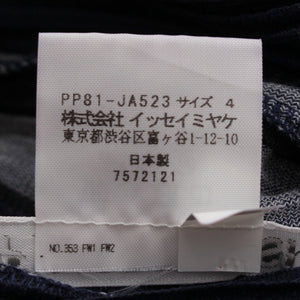 PP81-JA523 サイズ 4
株式会社 イッセイミヤケ
東京都渋谷区富ヶ谷1-12-10
日本製
7572121
NO.353 FW1 FW2